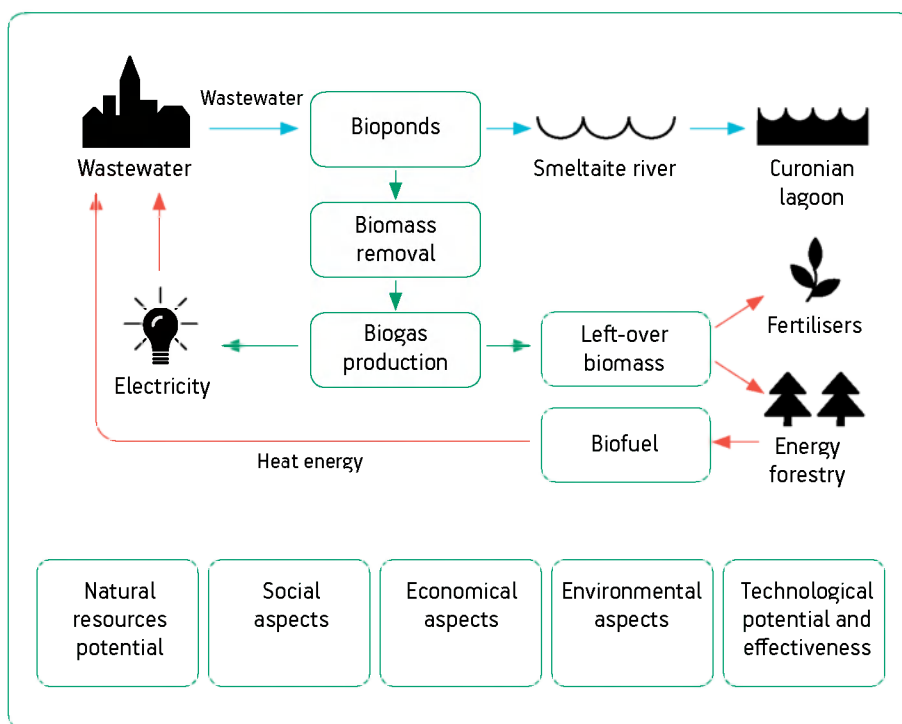 Wastewater
Bioponds
Wastewater
Smeltaite river
Curonian
lagoon
Biomass
removal
Biogas
production
Left-over
biomass
Fertilisers
Electricity
Biofuel
Energy
forestry
Heat energy
Natural
resources
potential
Social
aspects
Economical
aspects
Environmental
aspects
Technological
potential and
effectiveness